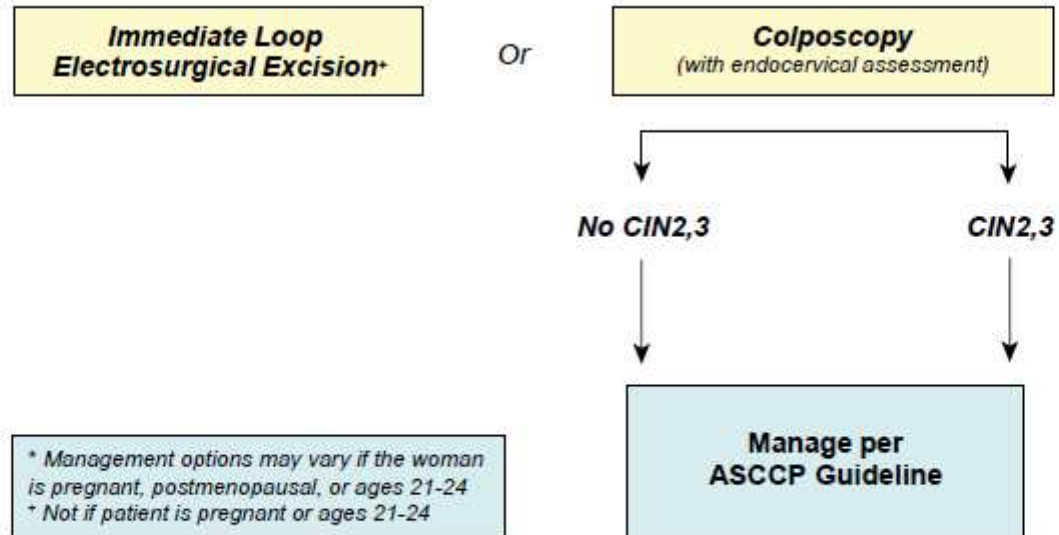 Immediate Loop
Electrosurgical Excision+
Or
Colposcopy
(with endocervical assessment)
No CIN2,3
CIN2,3
Manage per
ASCCP Guideline
* Management options may vary if the woman
is pregnant, postmenopausal, or ages 21-24
+ Not if patient is pregnant or ages 21-24